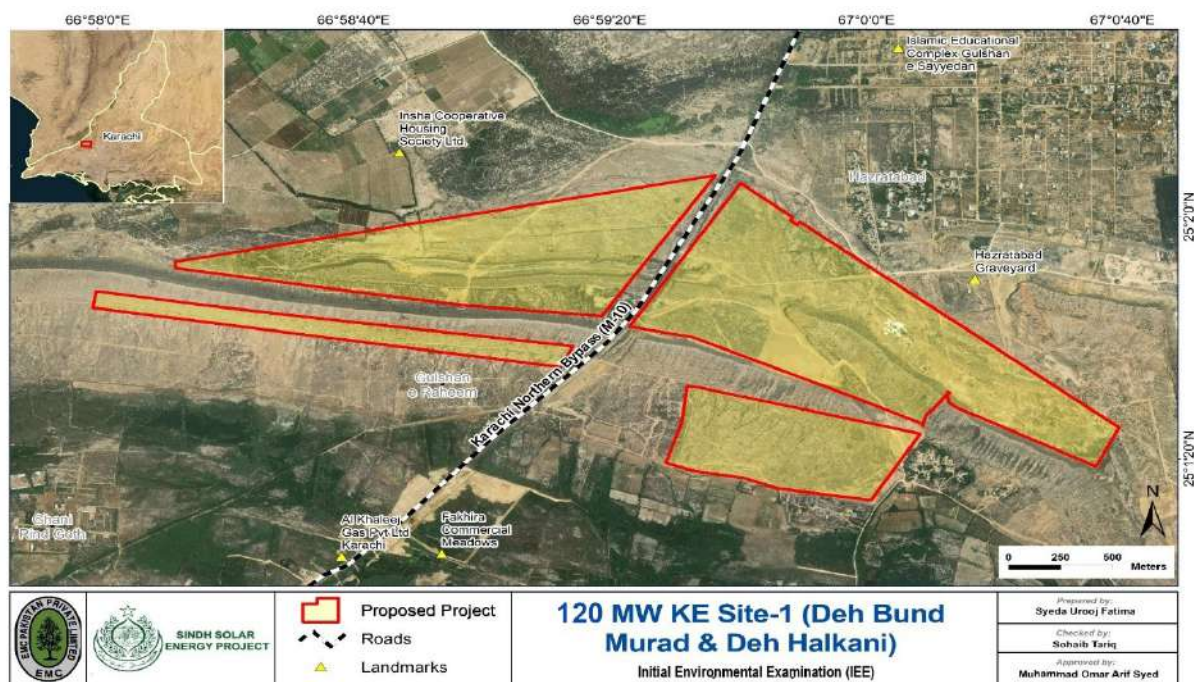 66°58'0"E
66°58'40"E
66°59'20"E
67°0'0"E
67°0'40"E
Karachi
Islamic Educational
Complex Gulshan
e Sayyedan
Insha Cooperative
Housing
Society Ltd.
Hazratabad
25°2'0"N
Hazratabad
Graveyard
Karachi Northern Bypass (M-10)
Gulshan
e Raheem
25°1'20"N
Ghani
Rind Goth
Al Khaleej
Gas Pvt Ltd
Karachi
Fakhira
Commercial
Meadows
N
0 250 500
Meters
EMC PAKISTAN PRIVATE LIMITED
EMC
SINDH SOLAR
ENERGY PROJECT
Proposed Project
Roads
Landmarks
120 MW KE Site-1 (Deh Bund
Murad & Deh Halkani)
Initial Environmental Examination (IEE)
Prepared by:
Syeda Urooj Fatima
Checked by:
Sohaib Tariq
Approved by:
Muhammad Omar Arif Syed